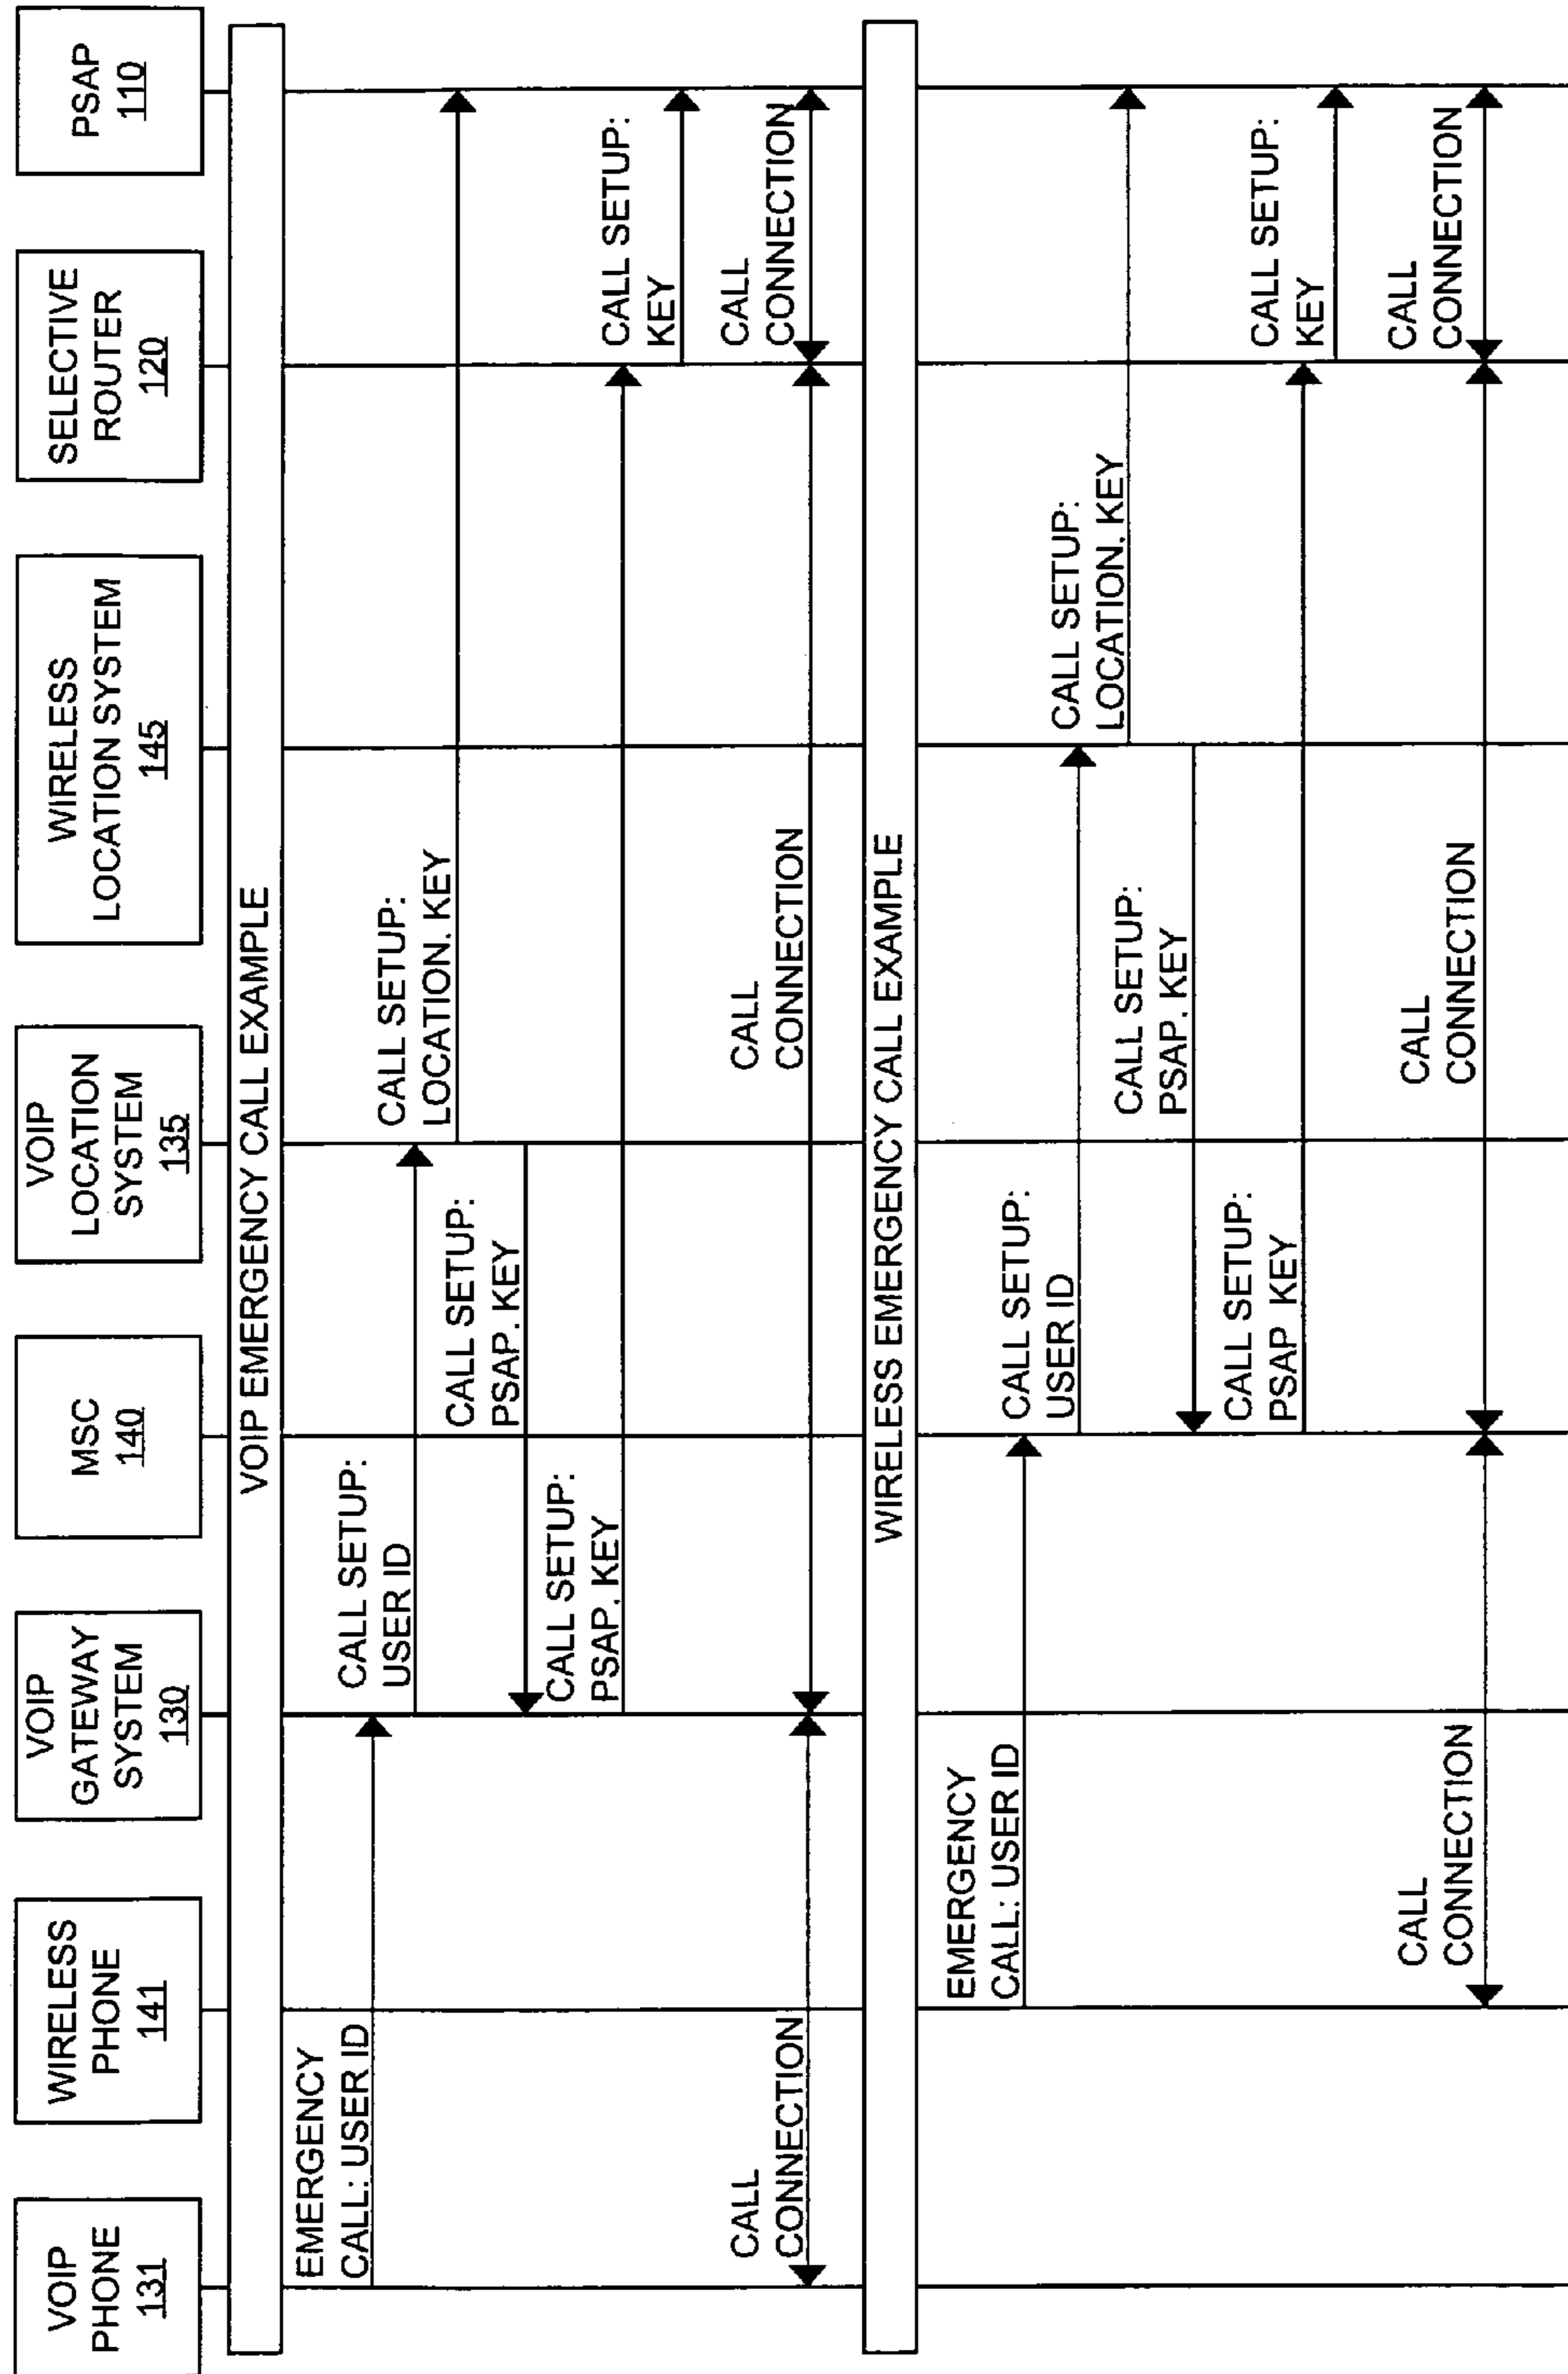 VOIP
PHONE
131
WIRELESS
PHONE
141
VOIP
GATEWAY
SYSTEM
130
MSC
140
VOIP
LOCATION
SYSTEM
135
WIRELESS
LOCATION SYSTEM
145
SELECTIVE
ROUTER
120
PSAP
110
VOIP EMERGENCY CALL EXAMPLE
EMERGENCY
CALL: USER ID
CALL SETUP:
USER ID
CALL SETUP:
LOCATION, KEY
CALL SETUP:
PSAP, KEY
CALL SETUP:
PSAP, KEY
CALL SETUP:
KEY
CALL
CONNECTION
CALL
CONNECTION
CALL
CONNECTION
WIRELESS EMERGENCY CALL EXAMPLE
EMERGENCY
CALL: USER ID
CALL SETUP:
USER ID
CALL SETUP:
LOCATION, KEY
CALL SETUP:
PSAP, KEY
CALL SETUP:
PSAP, KEY
CALL SETUP:
KEY
CALL
CONNECTION
CALL
CONNECTION
CALL
CONNECTION